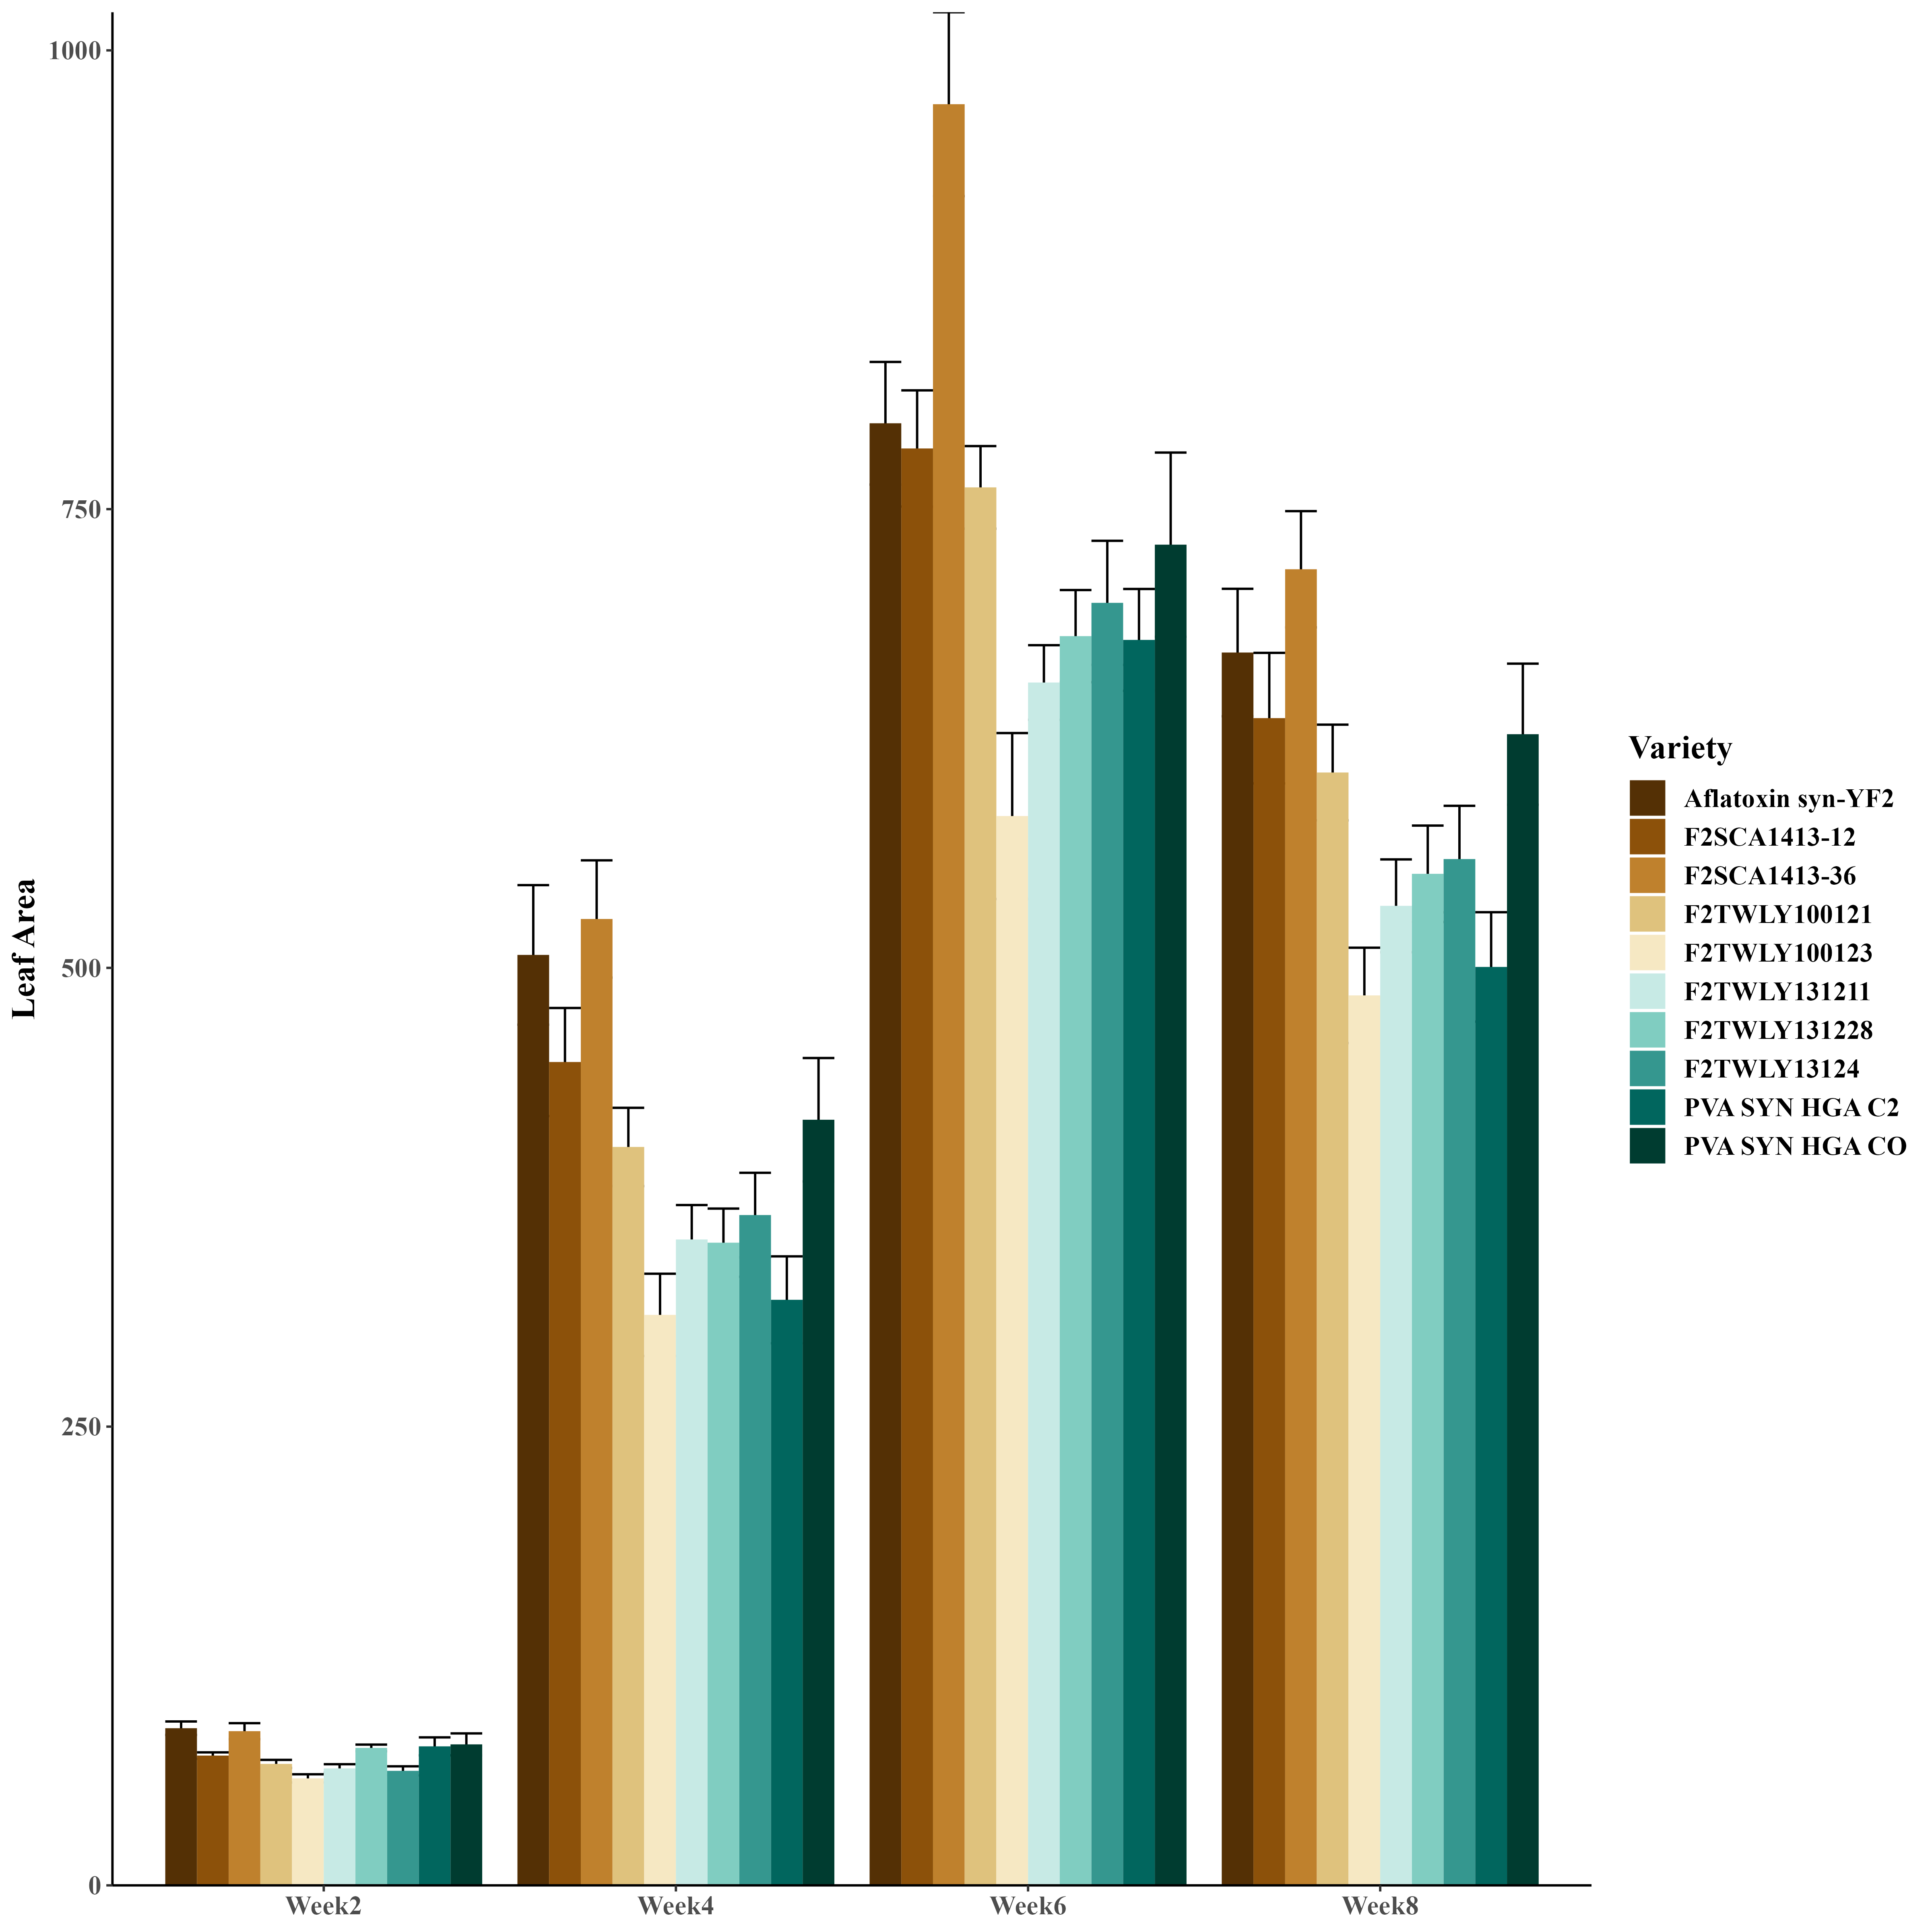 1000
750
500
250
0
Leaf Area
Week2
Week4
Week6
Week8
Variety
Aflatoxin syn-YF2
F2SCA1413-12
F2SCA1413-36
F2TWLY100121
F2TWLY100123
F2TWLY131211
F2TWLY131228
F2TWLY13124
PVA SYN HGA C2
PVA SYN HGA CO